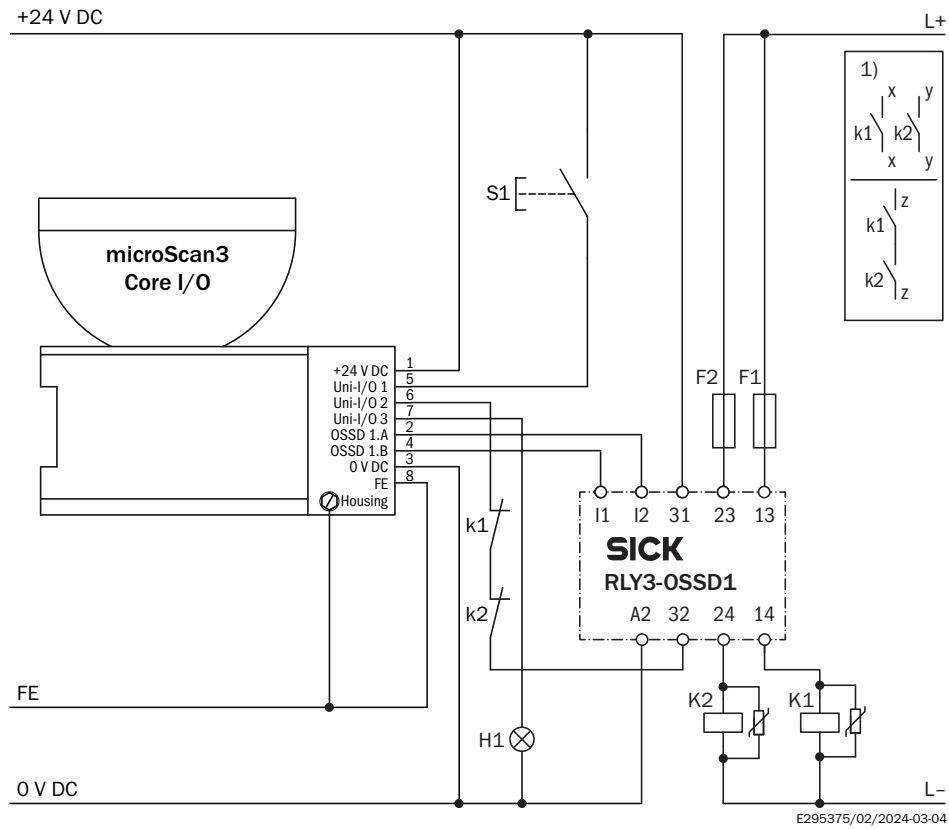 +24 V DC
L+
1)
x y
k1 k2
x y
z
k1
k2
z
S1
microScan3
Core I/O
+24 V DC 1
Uni-I/O 1 5
Uni-I/O 2 6
Uni-I/O 3 7
OSSD 1.A 2
OSSD 1.B 4
0 V DC 3
FE 8
Housing
F2 F1
I1 I2 31 23 13
SICK
RLY3-OSSD1
A2 32 24 14
k1
k2
FE
K2 K1
H1
0 V DC
L–
E295375/02/2024-03-04